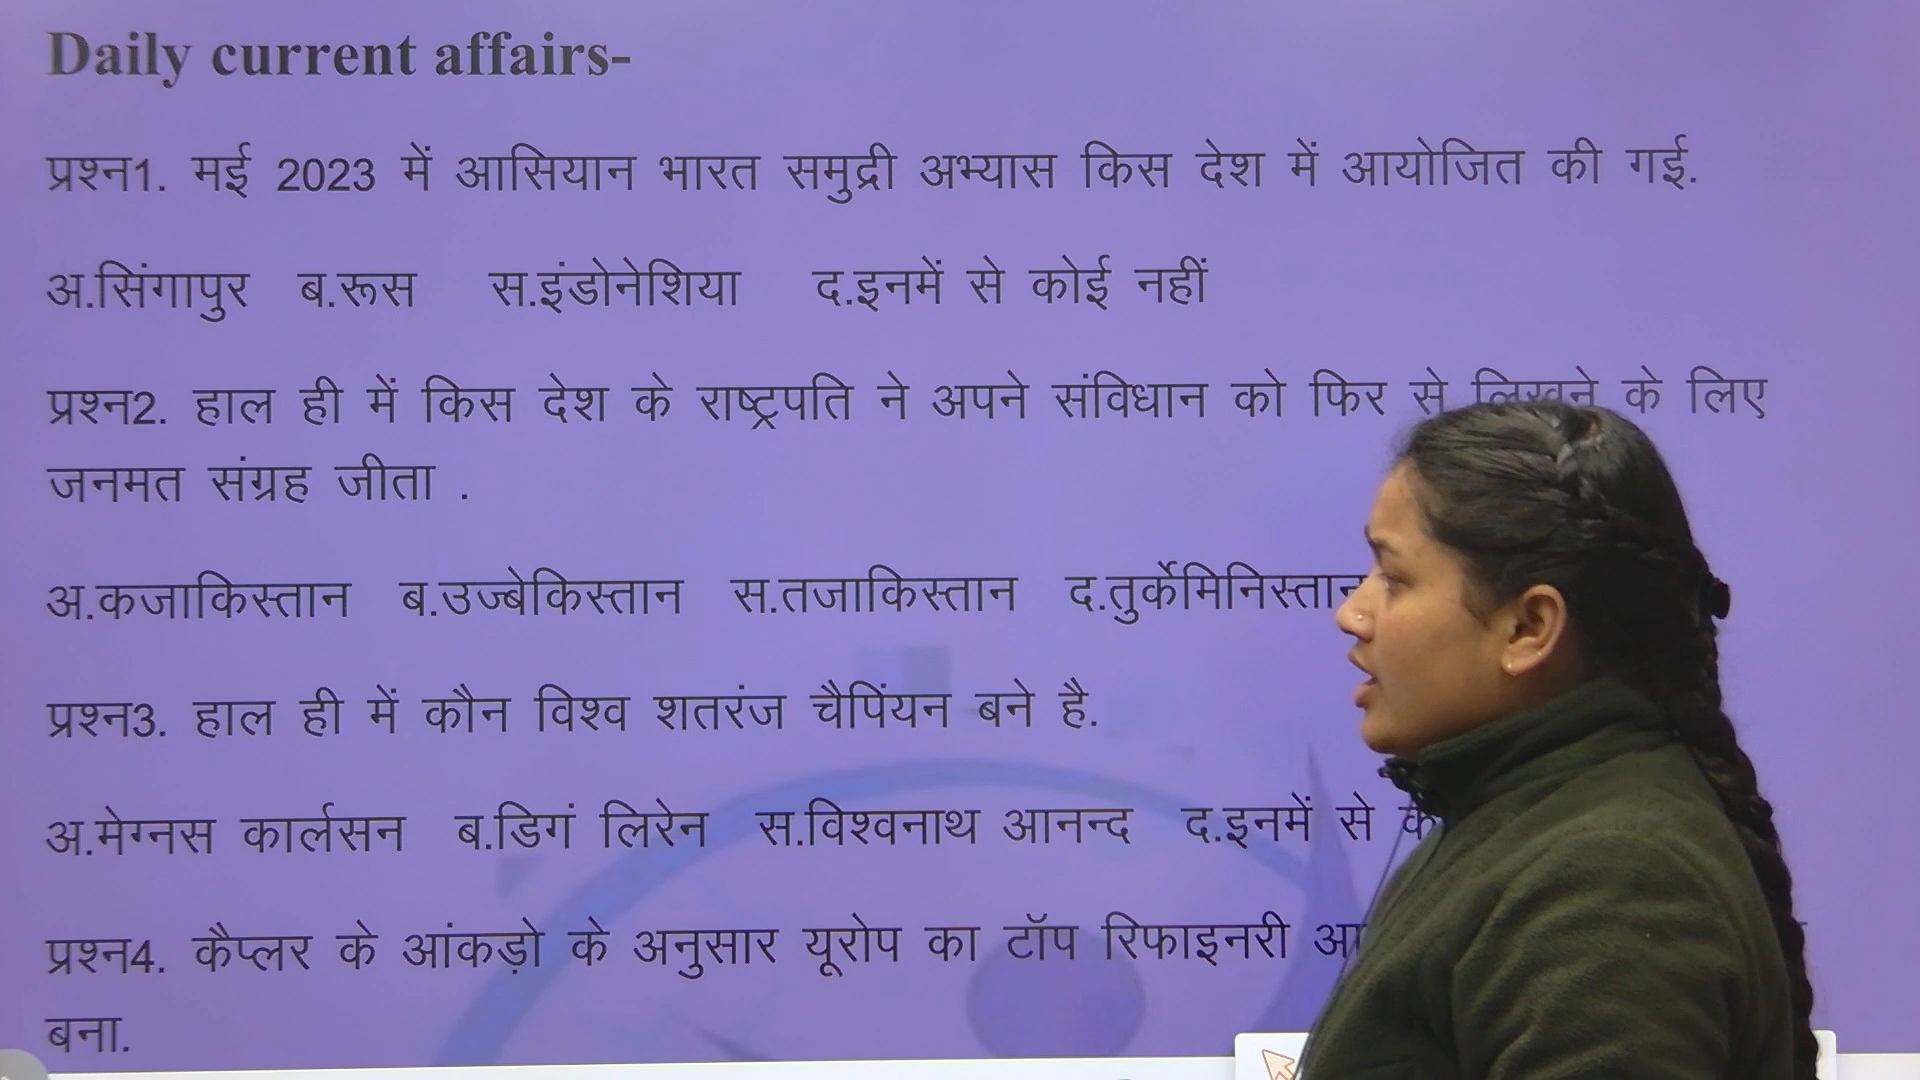 Daily current affairs-
प्रश्न1. मई 2023 में आसियान भारत समुद्री अभ्यास किस देश में आयोजित की गई.
अ.सिंगापुर ब.रूस स.इंडोनेशिया द.इनमें से कोई नहीं
प्रश्न2. हाल ही में किस देश के राष्ट्रपति ने अपने संविधान को फिर से लिखने के लिए
जनमत संग्रह जीता .
अ.कजाकिस्तान ब.उज्बेकिस्तान स.तजाकिस्तान द.तुर्केमिनिस्तान
प्रश्न3. हाल ही में कौन विश्व शतरंज चैपिंयन बने है.
अ.मेग्नस कार्लसन ब.डिगं लिरेन स.विश्वनाथ आनन्द द.इनमें से
प्रश्न4. कैप्लर के आंकड़ो के अनुसार यूरोप का टॉप रिफाइनरी
बना.